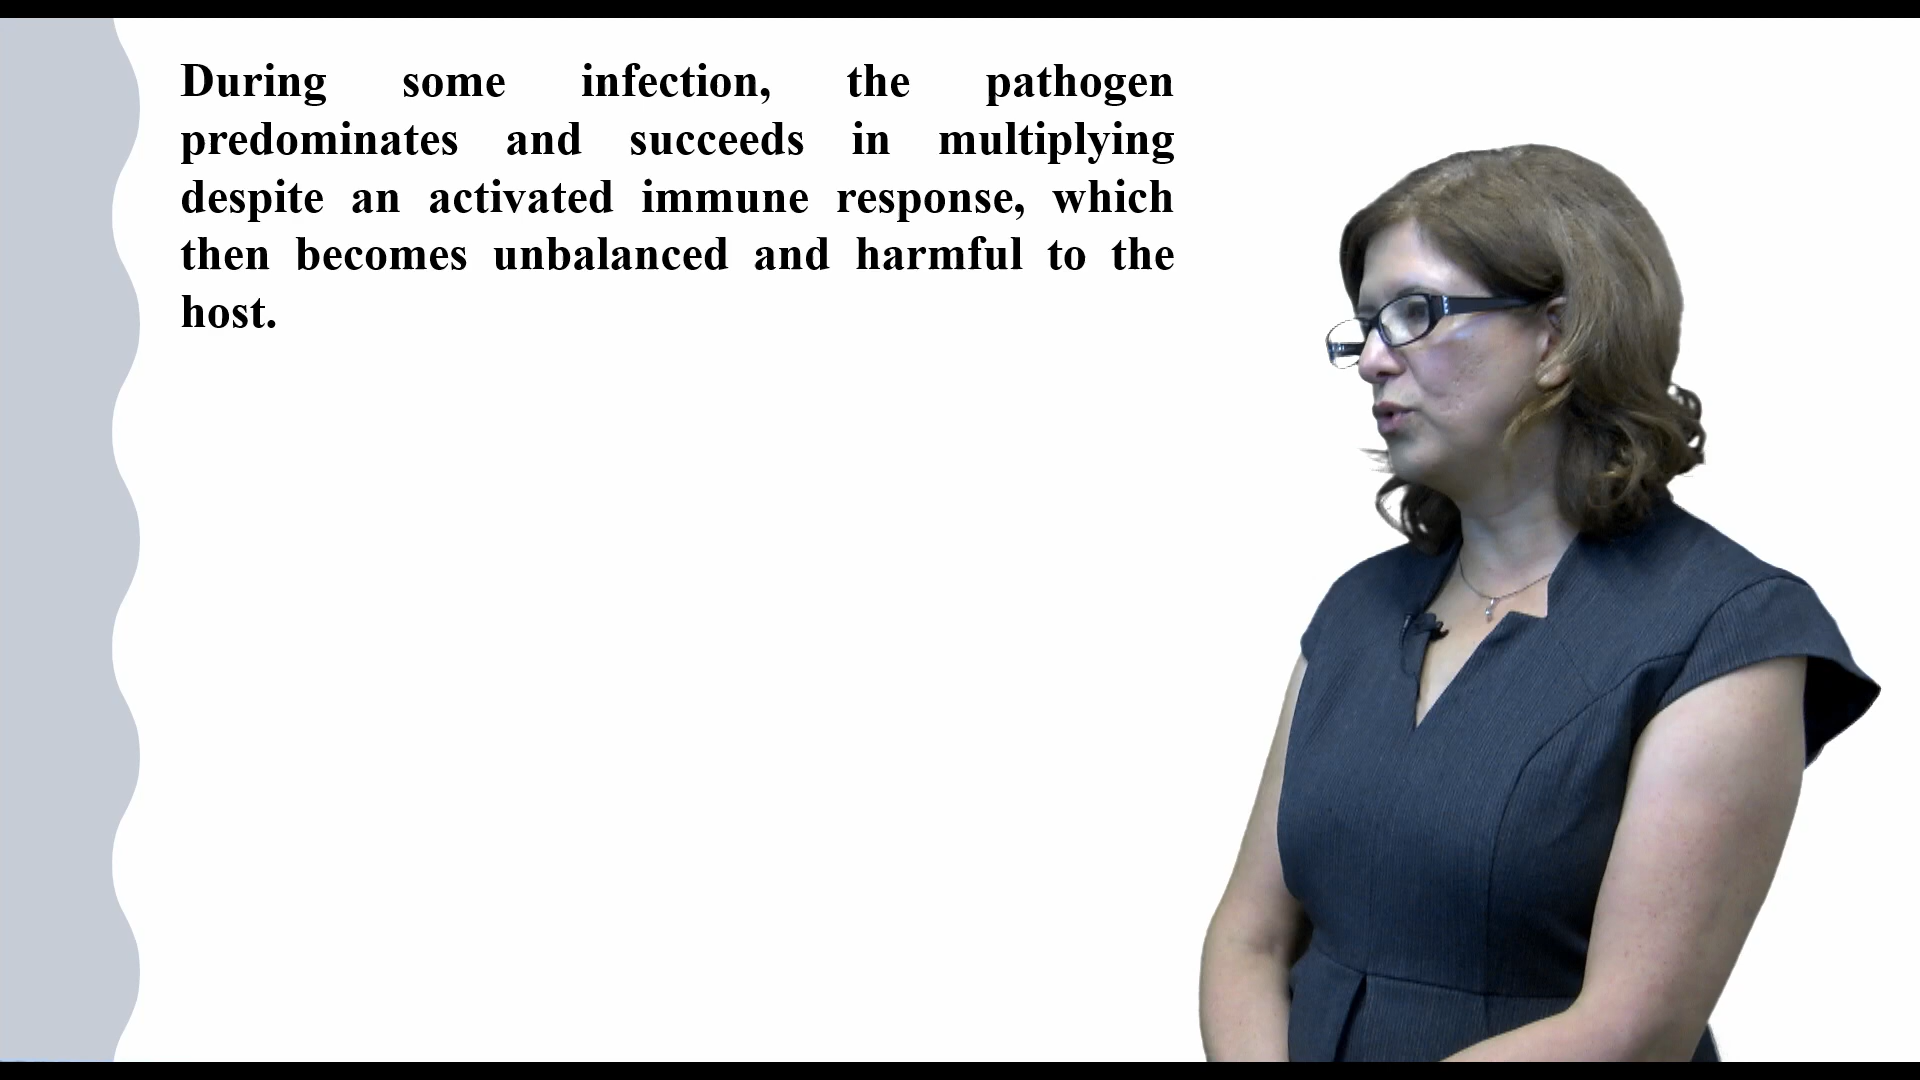 During some infection, the pathogen
predominates and succeeds in multiplying
despite an activated immune response, which
then becomes unbalanced and harmful to the
host.